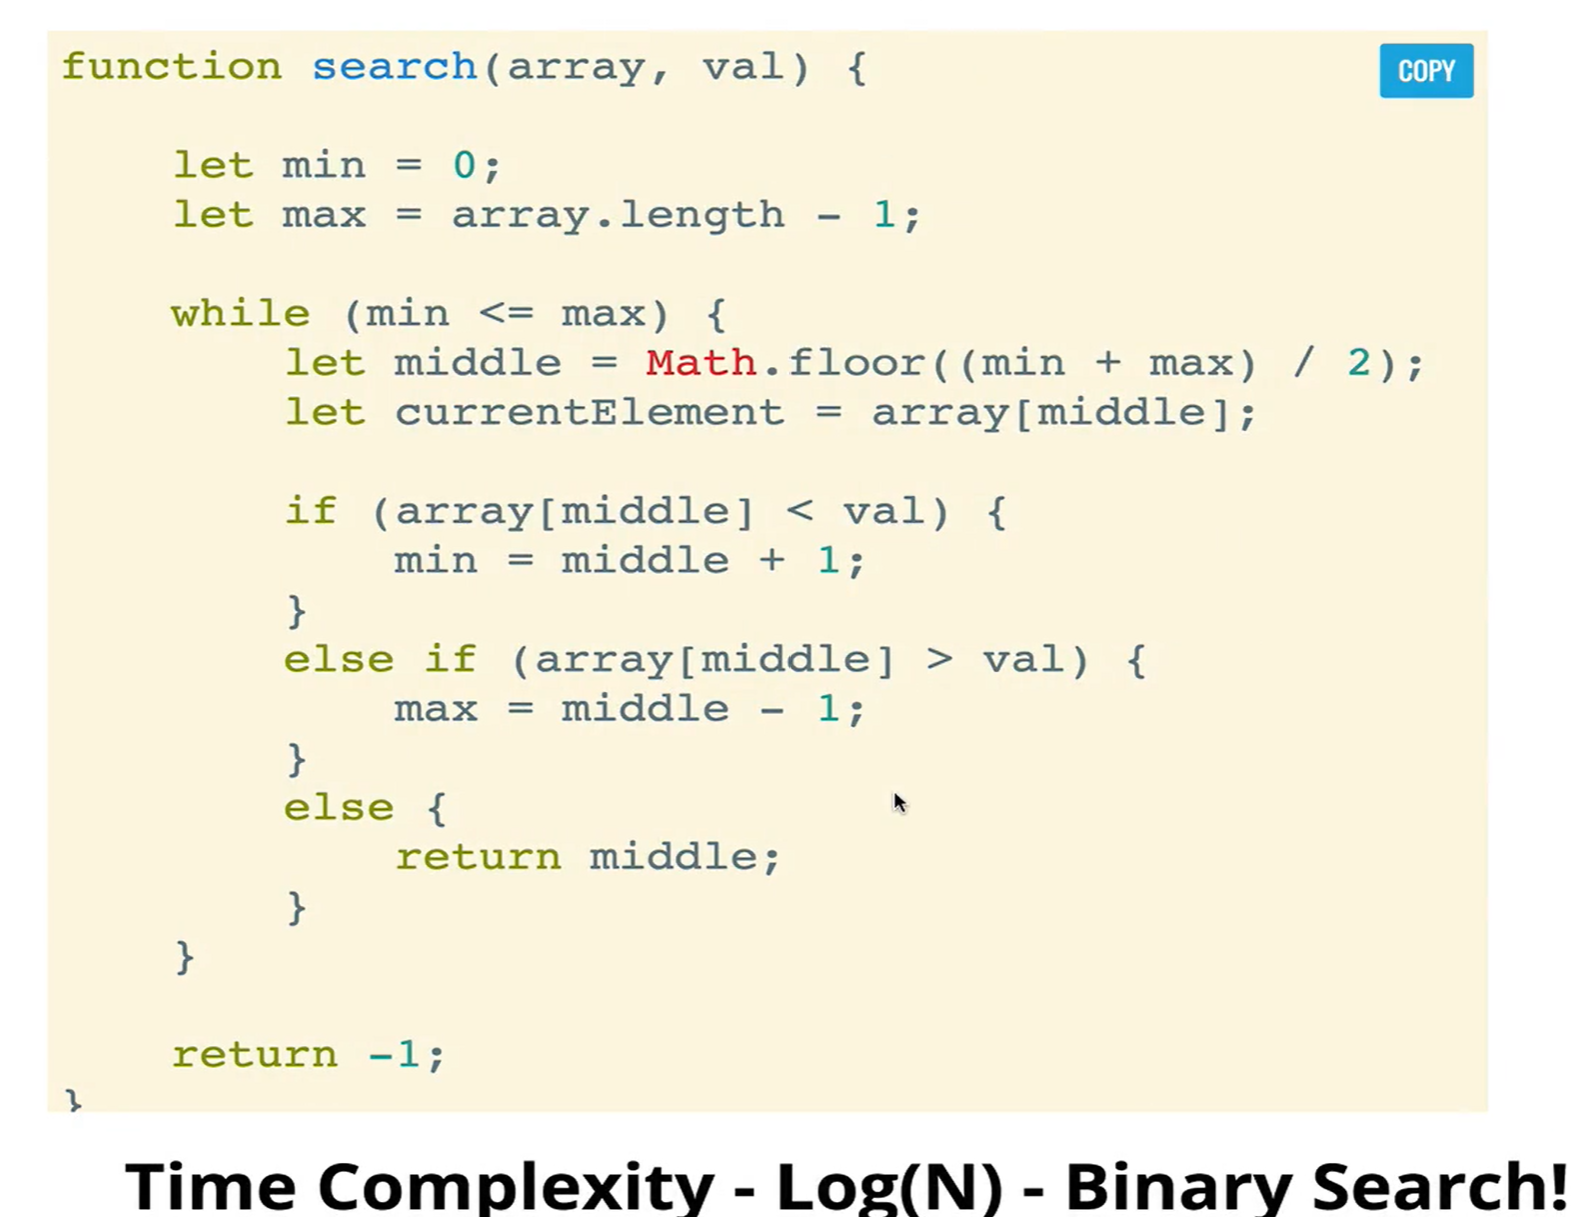 function search(array, val) {
COPY
let min = 0;
let max = array.length - 1;
while (min <= max) {
let middle = Math.floor((min + max) / 2);
let currentElement = array[middle];
if (array[middle] < val) {
min = middle + 1;
}
else if (array[middle] > val) {
max = middle - 1;
}
else {
return middle;
}
}
return -1;
}
Time Complexity - Log(N) - Binary Search!